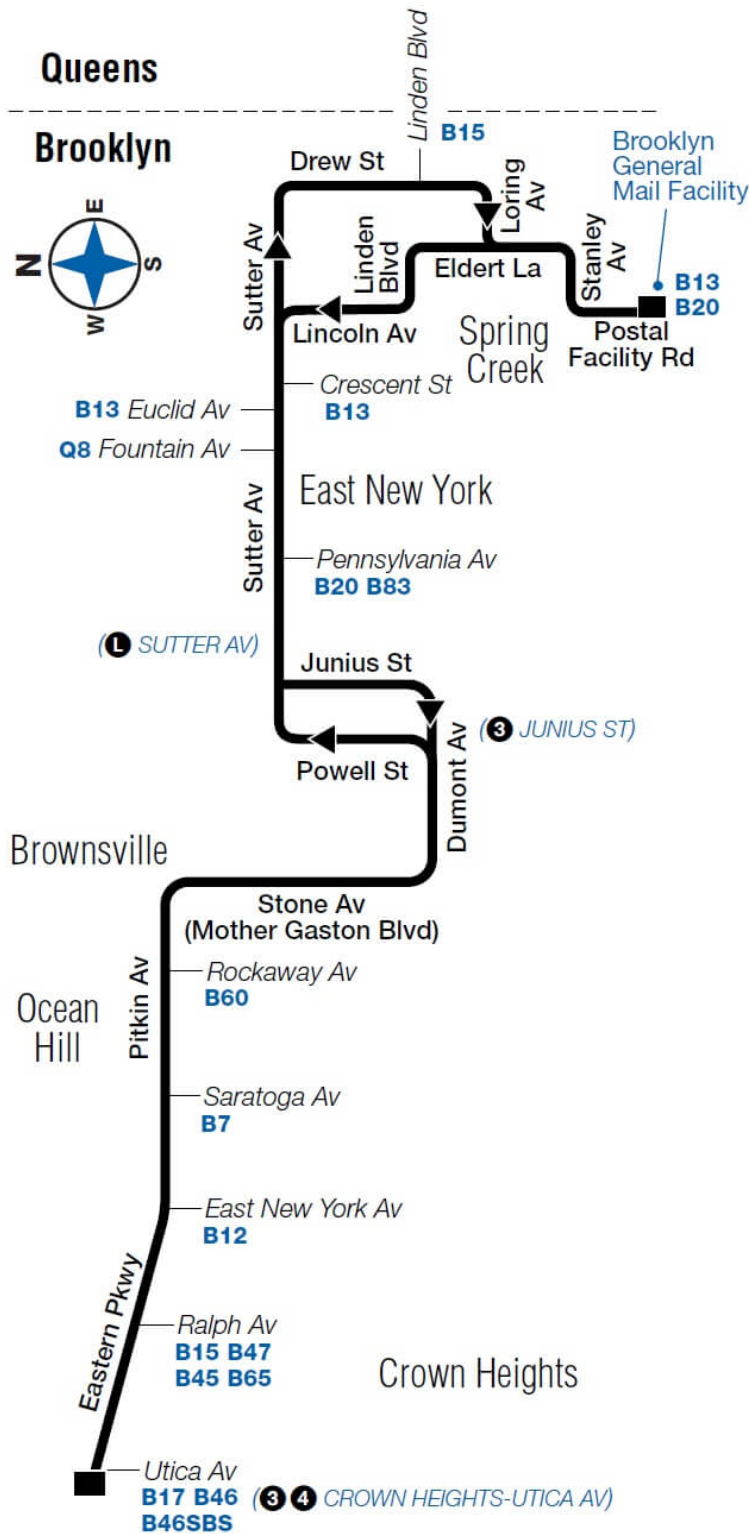 Queens
Brooklyn
N
E
S
W
Linden Blvd
B15
Drew St
Brooklyn
General
Mail Facility
Loring
Av
Sutter Av
Linden
Blvd
Eldert La
Stanley
Av
B13
B20
Lincoln Av
Spring
Creek
Postal
Facility Rd
Crescent St
B13
B13 Euclid Av
Q8 Fountain Av
East New York
Sutter Av
Pennsylvania Av
B20 B83
(L SUTTER AV)
Junius St
(3 JUNIUS ST)
Dumont Av
Powell St
Brownsville
Stone Av
(Mother Gaston Blvd)
Pitkin Av
Rockaway Av
B60
Ocean
Hill
Saratoga Av
B7
East New York Av
B12
Eastern Pkwy
Ralph Av
B15 B47
B45 B65
Crown Heights
Utica Av
B17 B46 (3 4 CROWN HEIGHTS-UTICA AV)
B46SBS